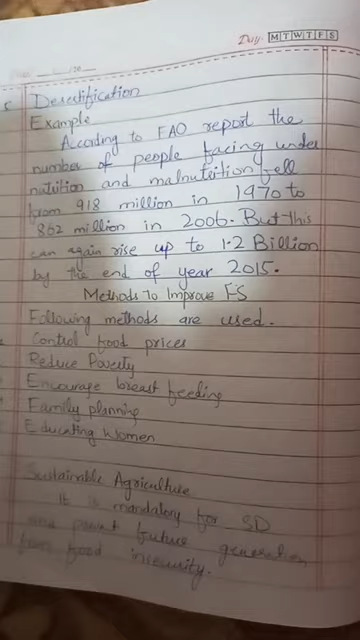 Day. M T W T F S
5 Desertification
Example
According to FAO report the
number of people facing under
nutrition and malnutrition fell
from 918 million in 1970 to
862 million in 2006. But this
can again rise up to 1.2 Billion
by the end of year 2015.
Methods To Improve FS
Following methods are used.
Control food prices
Reduce Poverty
Encourage breast feeding
Family planning
Educating Women
Sustainable Agriculture
It is mandatory for SD
and future generation
from food insecurity.